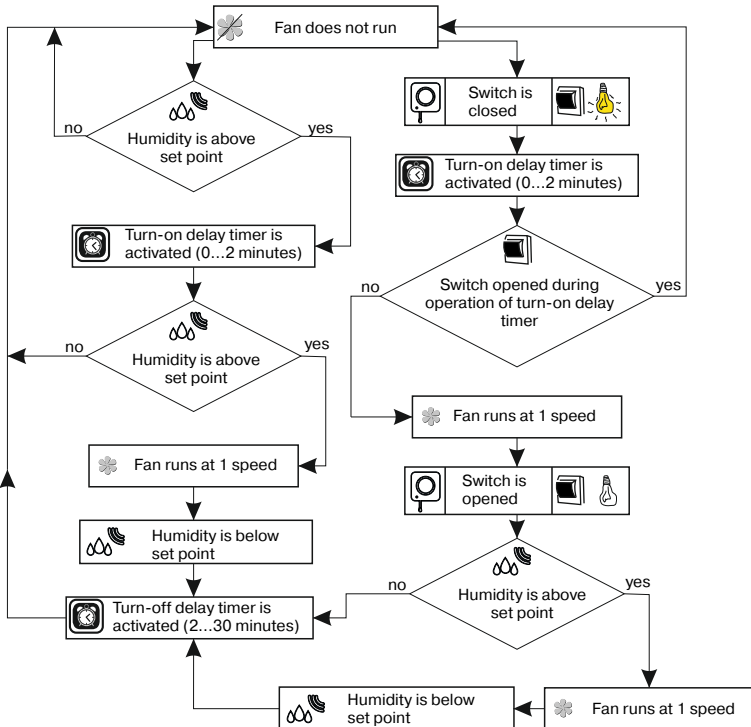 Fan does not run
Humidity is above
set point
no
yes
Turn-on delay timer is
activated (0...2 minutes)
Humidity is above
set point
no
yes
Fan runs at 1 speed
Humidity is below
set point
Turn-off delay timer is
activated (2...30 minutes)
Switch is
closed
Turn-on delay timer is
activated (0...2 minutes)
Switch opened during
operation of turn-on delay
timer
no
yes
Fan runs at 1 speed
Switch is
opened
Humidity is above
set point
no
yes
Fan runs at 1 speed
Humidity is below
set point